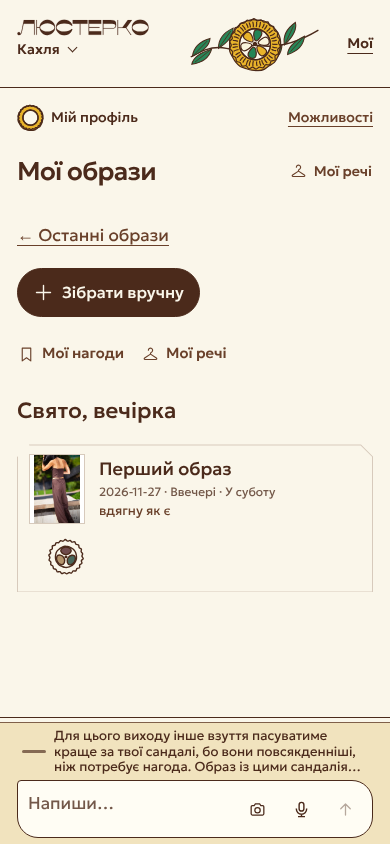 ЛЮСТЕРКО
Кахля
Мої
Мій профіль
Можливості
Мої образи
Мої речі
← Останні образи
Зібрати вручну
Мої нагоди
Мої речі
Свято, вечірка
Перший образ
2026-11-27 · Ввечері · У суботу
вдягну як є
Для цього виходу інше взуття пасуватиме
краще за твої сандалі, бо вони повсякденніші,
ніж потребує нагода. Образ із цими сандалія…
Напиши…